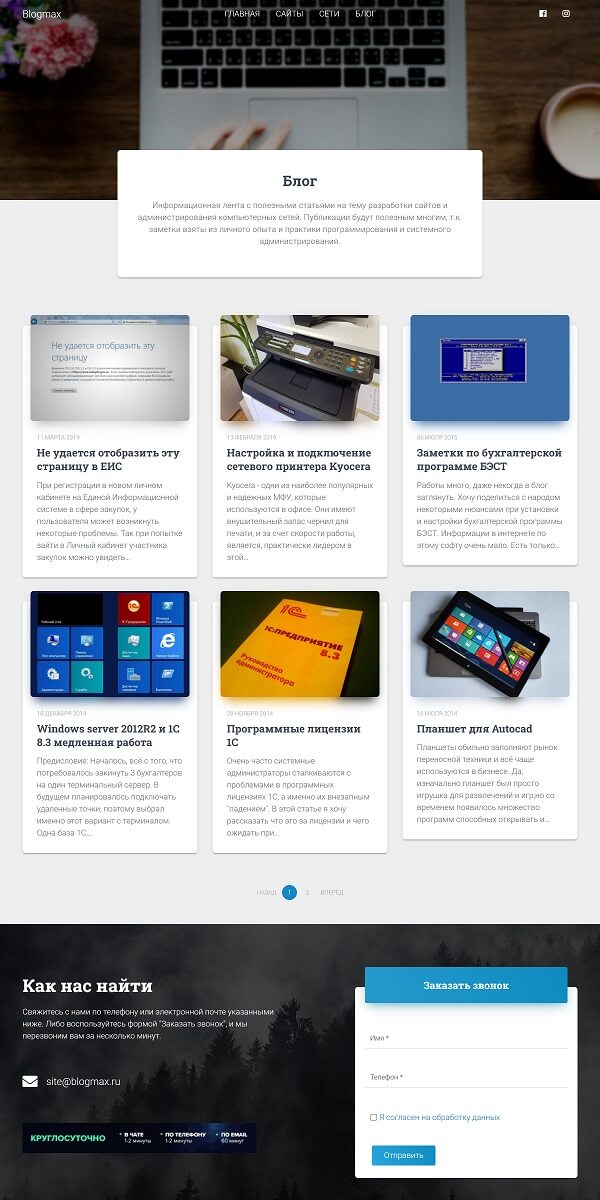 Blogmax
ГЛАВНАЯ САЙТЫ СЕТИ БЛОГ
Блог
Информационная лента с полезными статьями на тему разработки сайтов и
администрирования компьютерных сетей. Публикации будут полезным многим, т.к.
заметки взяты из личного опыта и практики программирования и системного
администрирования.
Не удается отобразить эту
страницу
11 МАРТА 2019
Не удается отобразить эту
страницу в ЕИС
При регистрации в новом личном
кабинете на Единой Информационной
системе в сфере закупок, у
пользователя может возникнуть
некоторые проблемы. Так при попытке
зайти в Личный кабинет участника
закупок можно увидеть...
13 ФЕВРАЛЯ 2019
Настройка и подключение
сетевого принтера Kyocera
Kyocera - одни из наиболее популярных
и надежных МФУ, которые
используются в офисе. Они имеют
внушительный запас чернил для
печати, и за счет скорости работы,
является, практически лидером в
этой...
06 ИЮЛЯ 2015
Заметки по бухгалтерской
программе БЭСТ
Работы много, даже некогда в блог
заглянуть. Хочу поделиться с народом
некоторыми нюансами при установки
и настройки бухгалтерской программы
БЭСТ. Информации в интернете по
этому софту очень мало. Есть только...
1С
1С:ПРЕДПРИЯТИЕ
8.3
Руководство
администратора
18 ДЕКАБРЯ 2014
Windows server 2012R2 и 1С
8.3 медленная работа
Предисловие: Началось, всё с того, что
потребовалось закинуть 3 бухгалтеров
на один терминальный сервер. В
будущем планировалось подключать
удаленные точки, поэтому выбрал
именно этот вариант с терминалом.
Одна база 1С,...
29 НОЯБРЯ 2014
Программные лицензии
1С
Очень часто системные
администраторы сталкиваются с
проблемами в программных
лицензиях 1С, а именно их внезапным
"падением". В этой статье я хочу
рассказать что это за лицензии и чего
ожидать при...
16 ИЮЛЯ 2014
Планшет для Autocad
Планшеты обильно заполняют рынок
переносной техники и всё чаще
используются в бизнесе. Да,
изначально планшет был просто
игрушка для развлечений и игр,но со
временем появилось множество
программ способных открывать и...
НАЗАД 1 2 ВПЕРЁД
Как нас найти
Свяжитесь с нами по телефону или электронной почте указанными
ниже. Либо воспользуйтесь формой "Заказать звонок", и мы
перезвоним вам за несколько минут.
site@blogmax.ru
КРУГЛОСУТОЧНО
• В ЧАТЕ
1-2 минуты
• ПО ТЕЛЕФОНУ
1-2 минуты
• ПО EMAIL
60 минут
Заказать звонок
Имя *
Телефон *
Я согласен на обработку данных
Отправить